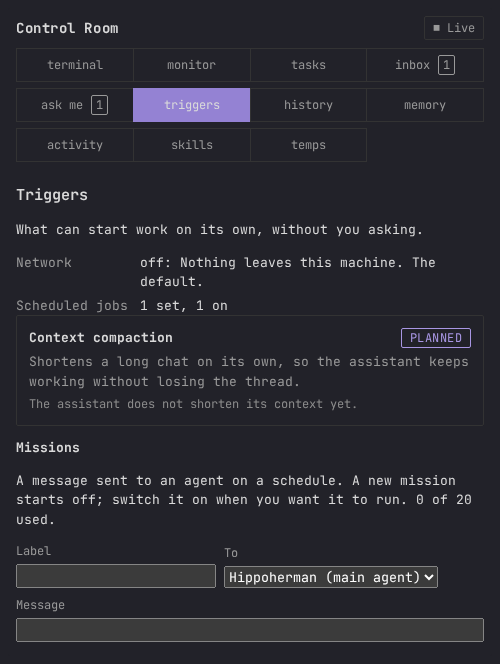 Control Room
■ Live
terminal monitor tasks inbox 1
ask me 1 triggers history memory
activity skills temps
Triggers
What can start work on its own, without you asking.
Network off: Nothing leaves this machine. The
default.
Scheduled jobs 1 set, 1 on
Context compaction PLANNED
Shortens a long chat on its own, so the assistant keeps
working without losing the thread.
The assistant does not shorten its context yet.
Missions
A message sent to an agent on a schedule. A new mission
starts off; switch it on when you want it to run. 0 of 20
used.
Label To
Hippoherman (main agent)
Message